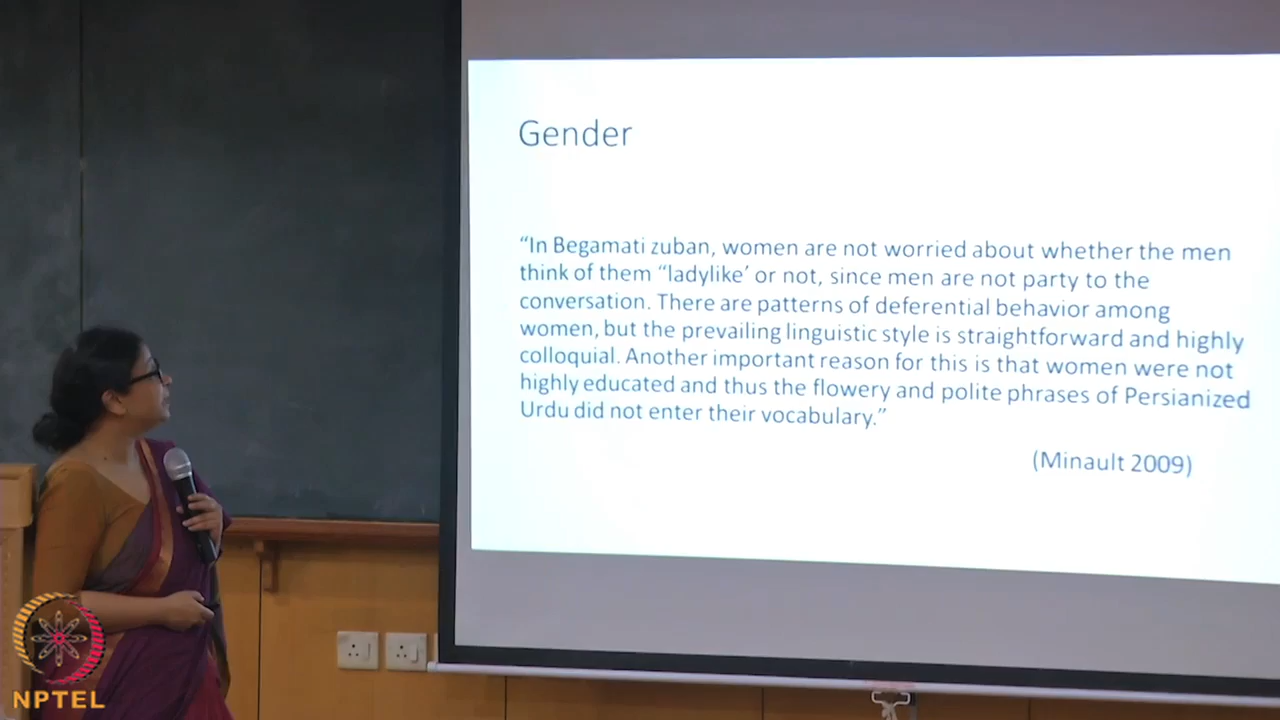 Gender
“In Begamati zuban, women are not worried about whether the men
think of them “ladylike’ or not, since men are not party to the
conversation. There are patterns of deferential behavior among
women, but the prevailing linguistic style is straightforward and highly
colloquial. Another important reason for this is that women were not
highly educated and thus the flowery and polite phrases of Persianized
Urdu did not enter their vocabulary.”
(Minault 2009)
NPTEL